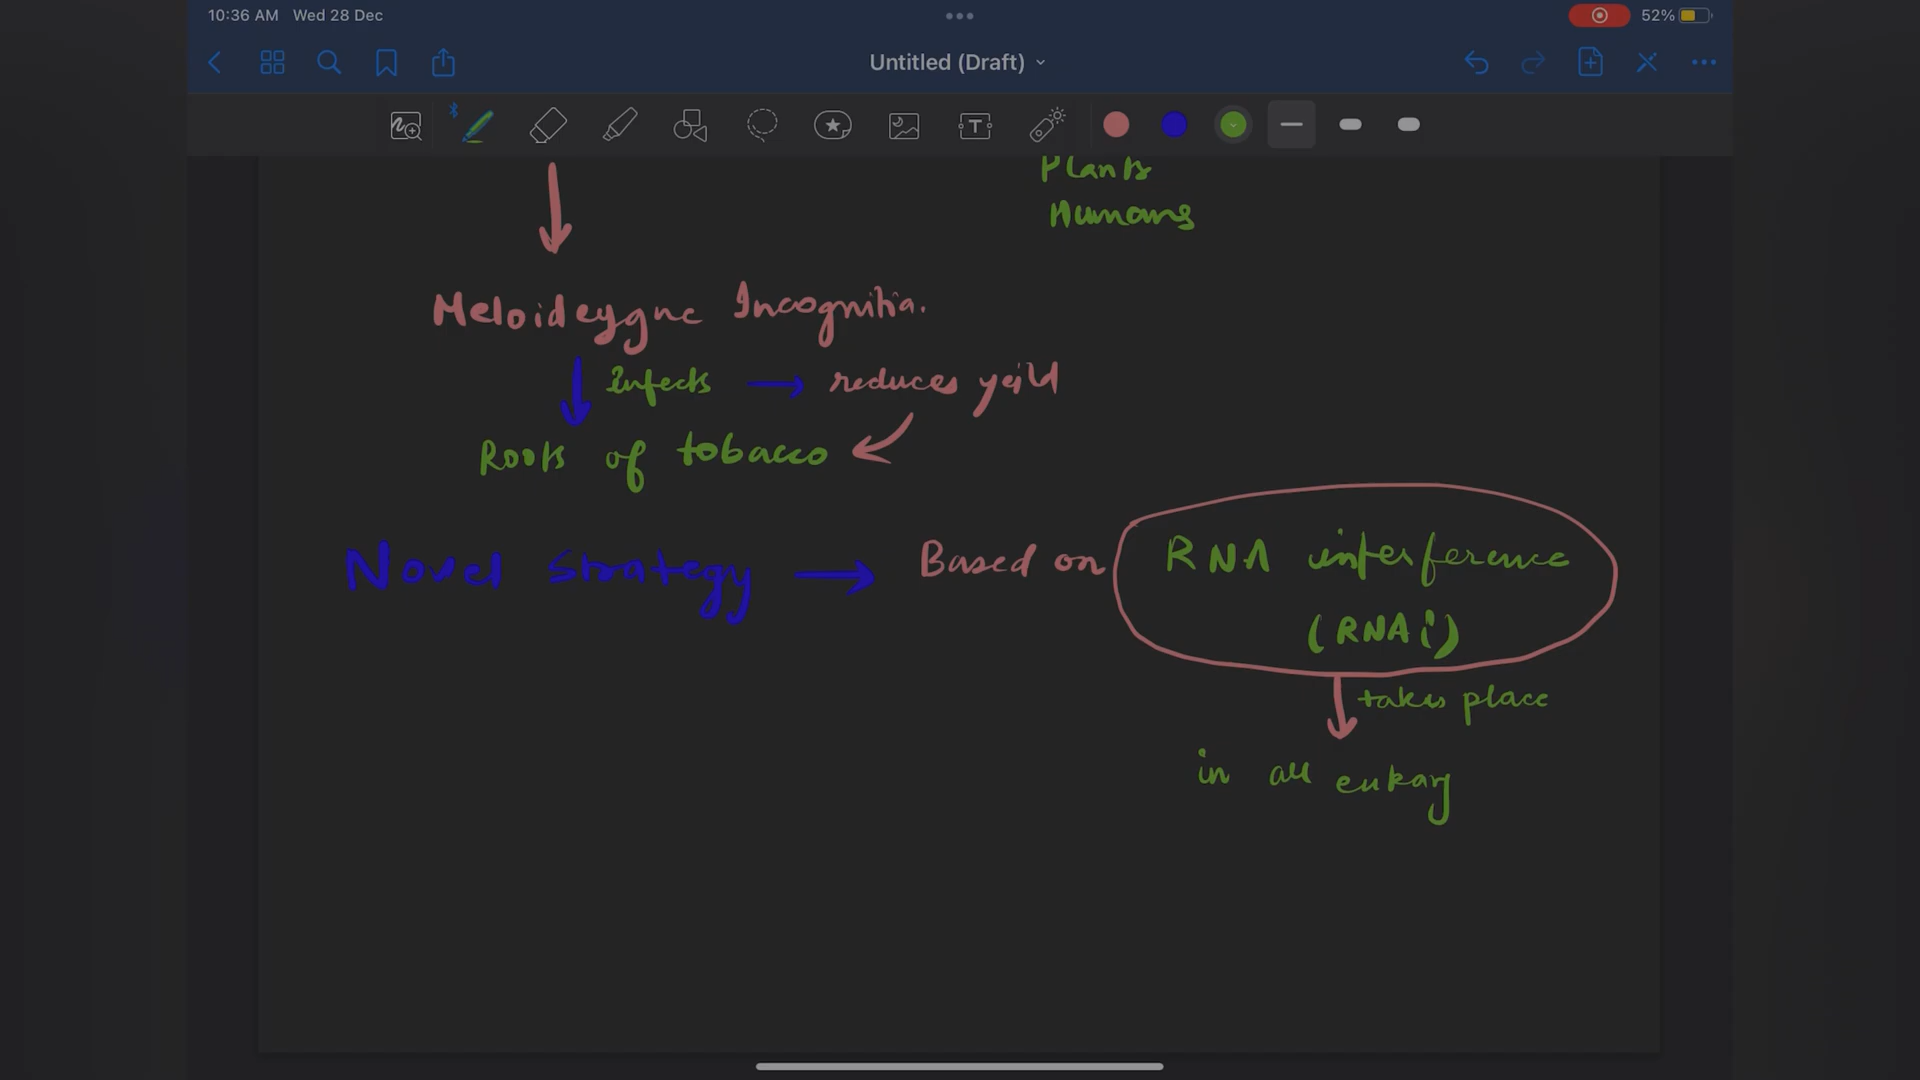 10:36 AM Wed 28 Dec
52%
Untitled (Draft)
Plants
Humans
Meloideygne Incognitia.
Infects → reduces yeild
Roots of tobacco
Novel Strategy → Based on RNA interference
(RNAi)
takes place
in all eukary